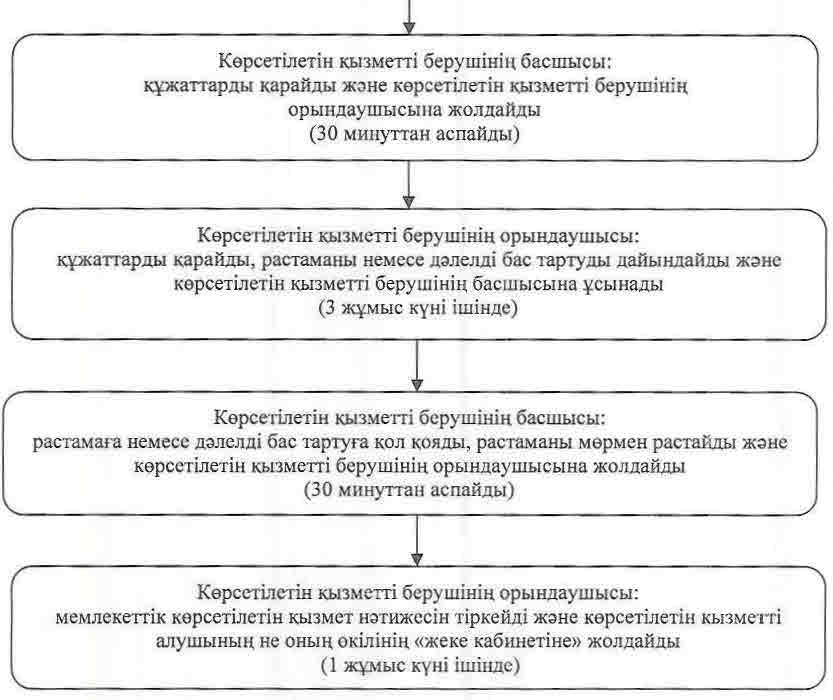 Көрсетілетін қызметті берушінің басшысы:
құжаттарды қарайды және көрсетілетін қызметті берушінің
орындаушысына жолдайды
(30 минуттан аспайды)
Көрсетілетін қызметті берушінің орындаушысы:
құжаттарды қарайды, растаманы немесе дәлелді бас тартуды дайындайды және
көрсетілетін қызметті берушінің басшысына ұсынады
(3 жұмыс күні ішінде)
Көрсетілетін қызметті берушінің басшысы:
растамаға немесе дәлелді бас тартуға қол қояды, растаманы мөрмен растайды және
көрсетілетін қызметті берушінің орындаушысына жолдайды
(30 минуттан аспайды)
Көрсетілетін қызметті берушінің орындаушысы:
мемлекеттік көрсетілетін қызмет нәтижесін тіркейді және көрсетілетін қызметті
алушының не оның өкілінің «жеке кабинетіне» жолдайды
(1 жұмыс күні ішінде)